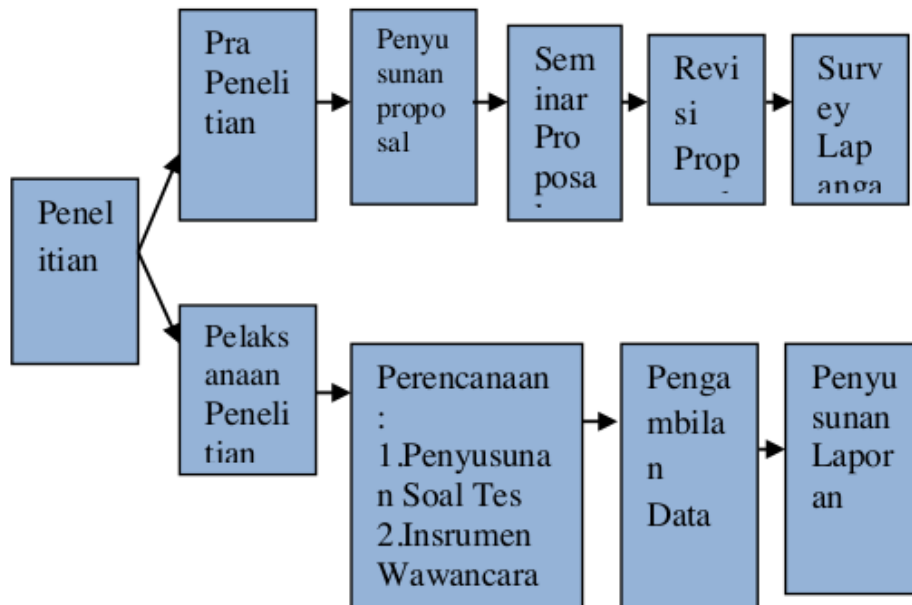 Penel
itian
Pra
Peneli
tian
Penyu
sunan
propo
sal
Sem
inar
Pro
posa
Revi
si
Prop
Surv
ey
Lap
anga
Pelaks
anaan
Peneli
tian
Perencanaan
:
1.Penyusuna
n Soal Tes
2.Insrumen
Wawancara
Penga
mbila
n
Data
Penyu
sunan
Lapor
an